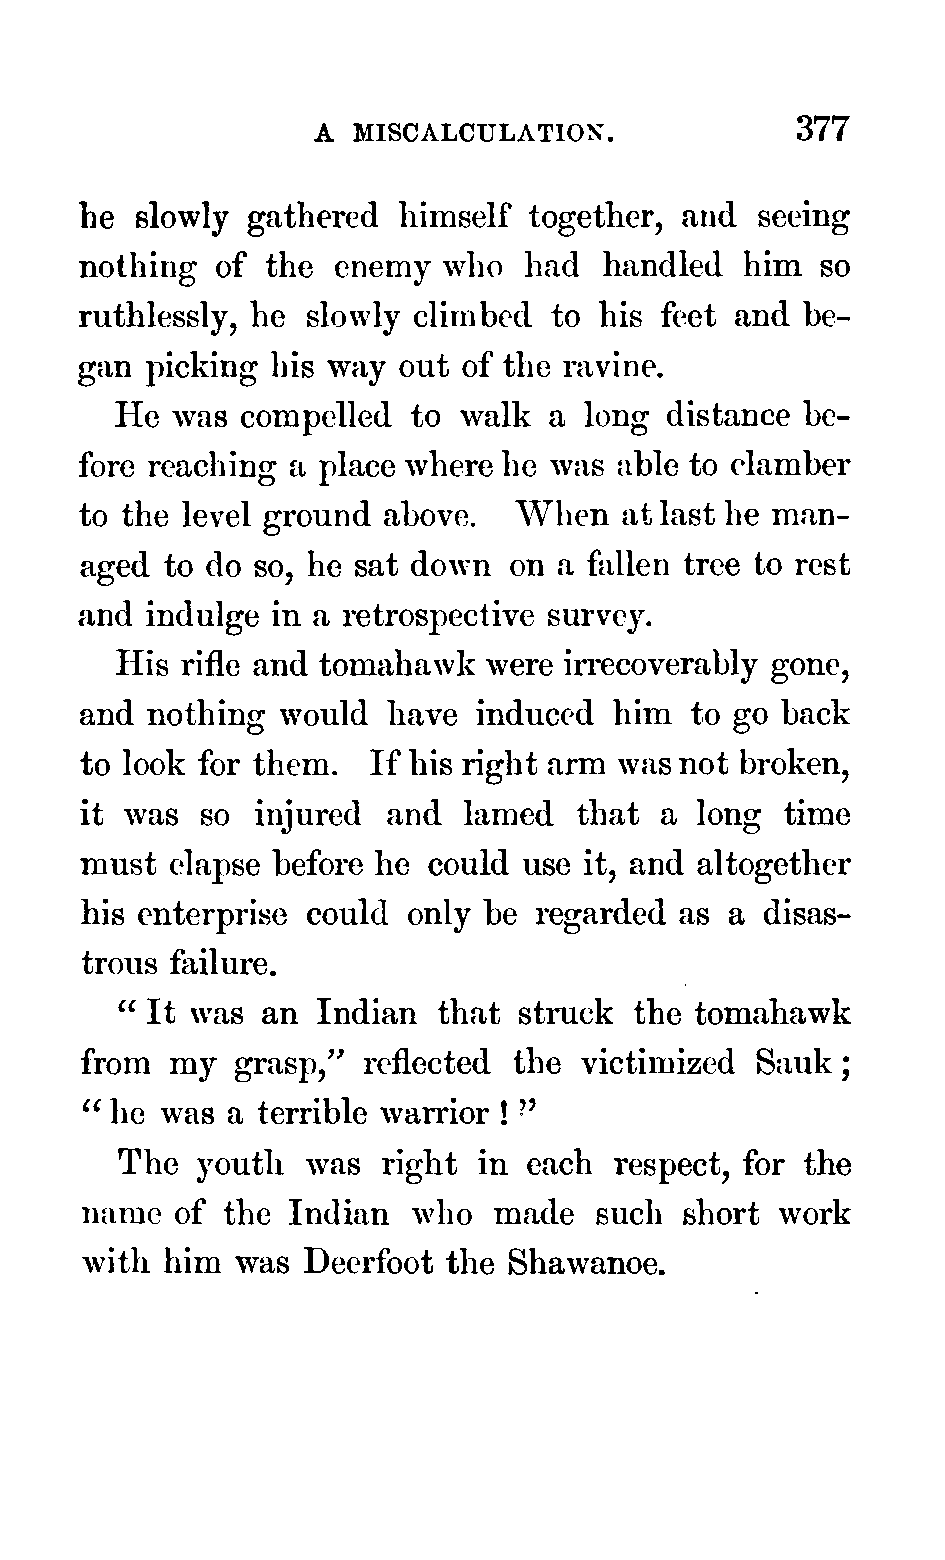 A MISCALCULATION. 377
he slowly gathered himself together, and seeing
nothing of the enemy who had handled him so
ruthlessly, he slowly climbed to his feet and be-
gan picking his way out of the ravine.
He was compelled to walk a long distance be-
fore reaching a place where he was able to clamber
to the level ground above. When at last he man-
aged to do so, he sat down on a fallen tree to rest
and indulge in a retrospective survey.
His rifle and tomahawk were irrecoverably gone,
and nothing would have induced him to go back
to look for them. If his right arm was not broken,
it was so injured and lamed that a long time
must elapse before he could use it, and altogether
his enterprise could only be regarded as a disas-
trous failure.
“ It was an Indian that struck the tomahawk
from my grasp,” reflected the victimized Sauk ;
“ he was a terrible warrior ! ”
The youth was right in each respect, for the
name of the Indian who made such short work
with him was Deerfoot the Shawanoe.